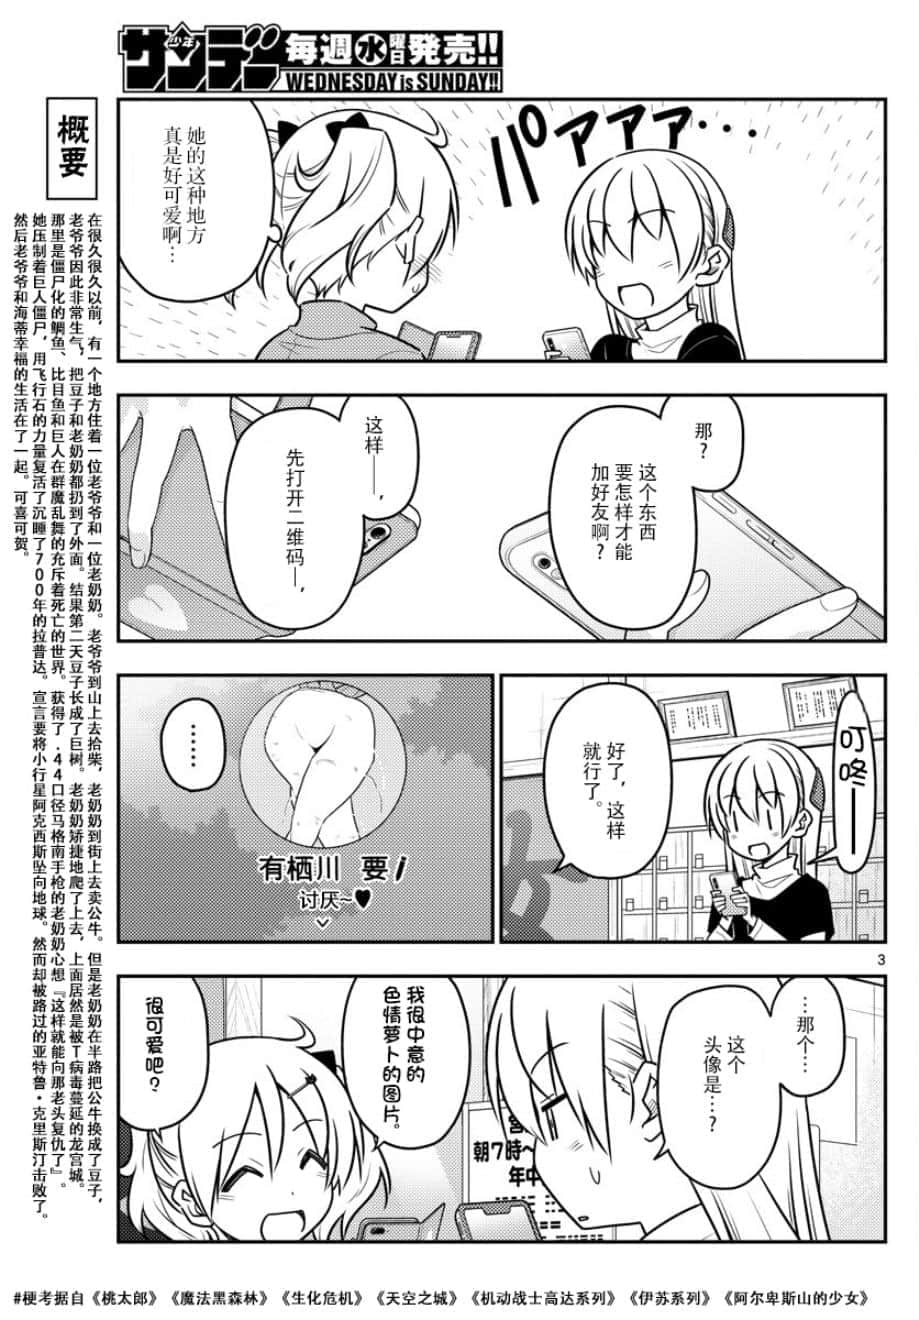 サンデー
少年
毎週水曜日発売!!
WEDNESDAY is SUNDAY!!
概要
在很久很久以前，有一个地方住着一位老爷爷和一位老奶奶。老爷爷到山上去拾柴，老奶奶到街上去卖公牛。但是老奶奶在半路把公牛换成了豆子，
老爷爷因此非常生气，把豆子和老奶奶都扔到了外面。结果第二天豆子长成了巨树。老奶奶矫捷地爬了上去，上面居然是被T病毒蔓延的龙宫城。
那里是僵尸化的鲷鱼、比目鱼和巨人在群魔乱舞的充斥着死亡的世界。获得了.44口径马格南手枪的老奶奶心想『这样就能向那老头复仇了』。
她压制着巨人僵尸，用飞行石的力量复活了沉睡了700年的拉普达。宣言要将小行星阿克西斯坠向地球。然而却被路过的亚特鲁·克里斯汀击败了。
然后老爷爷和海蒂幸福的生活在了一起。可喜可贺。
パァァァァ…
她的这种地方
真是好可爱啊…
那？
这个东西
要怎样才能
加好友啊？
这样—，
先打开二维
码—，
叮咚—
好了，这样
就行了。
……
有栖川 要
讨厌~♥
3
…那个…
这个
头像是…？
我很中意的
色情萝卜的图片。
很可爱吧？
営
朝7時～
年中
#梗考据自《桃太郎》《魔法黑森林》《生化危机》《天空之城》《机动战士高达系列》《伊苏系列》《阿尔卑斯山的少女》